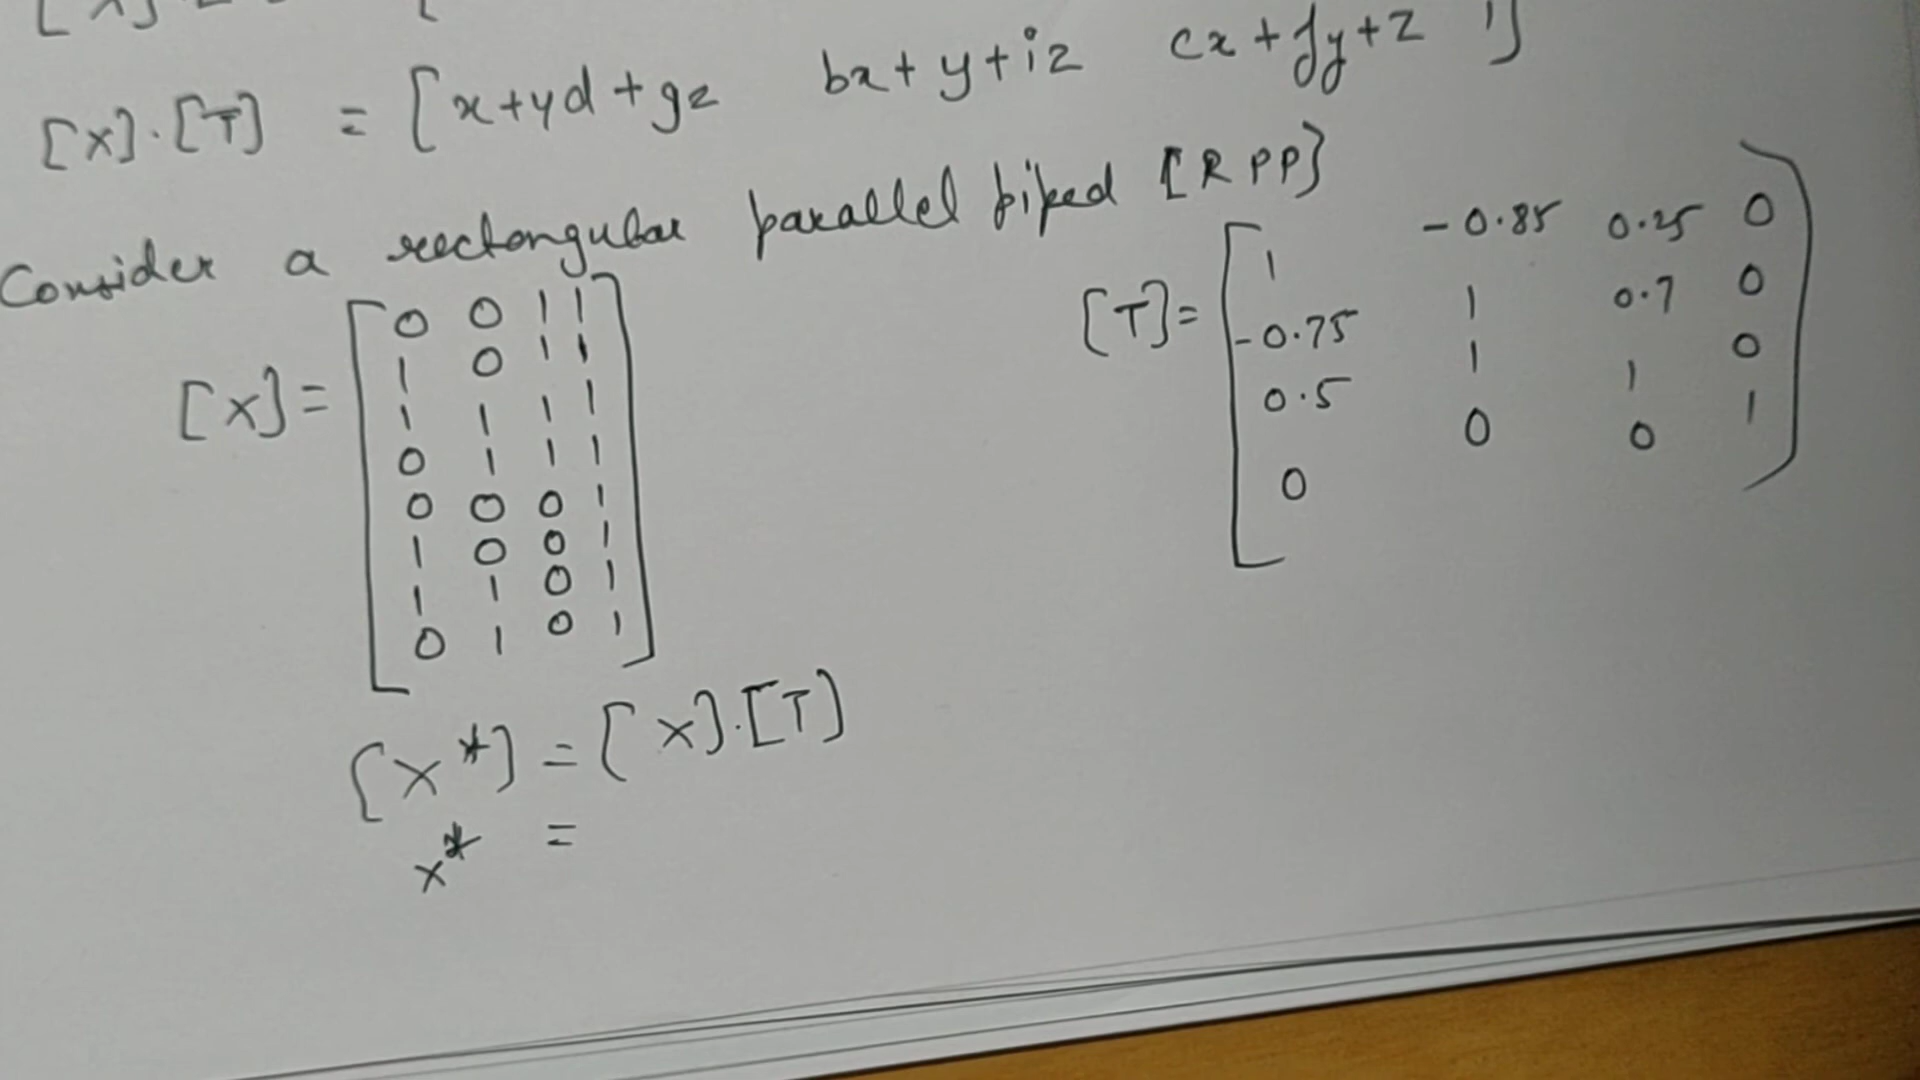 [X].[T] = [x+yd+gz bx+y+iz cx+fy+z 1]
Consider a rectangular parallel piped [RPP]
[X] =
0 0 1 1
1 0 1 1
1 1 1 1
0 1 1 1
0 0 0 1
1 0 0 1
1 1 0 1
0 1 0 1
[T] =
1 -0.85 0.25 0
-0.75 1 0.7 0
0.5 1 1 0
0 0 0 1
[X*] = [X].[T]
X* =